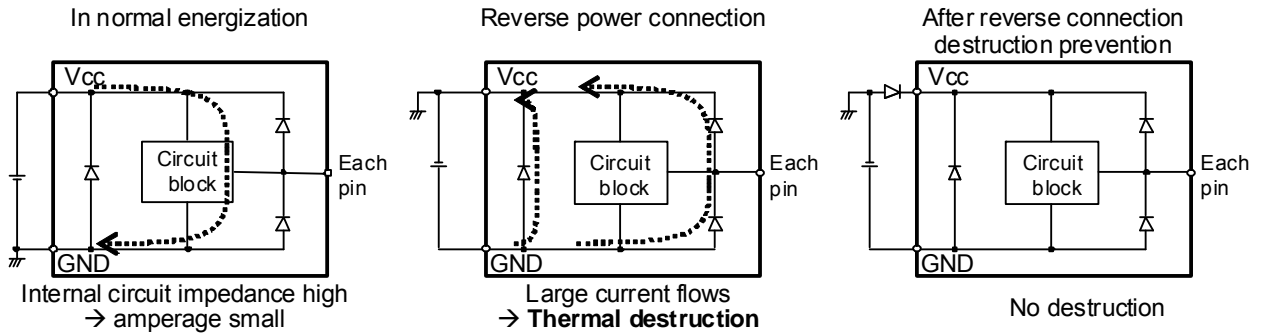 In normal energization
Vcc
Circuit
block
Each
pin
GND
Internal circuit impedance high
→ amperage small
Reverse power connection
Vcc
Circuit
block
Each
pin
GND
Large current flows
→ Thermal destruction
After reverse connection
destruction prevention
Vcc
Circuit
block
Each
pin
GND
No destruction